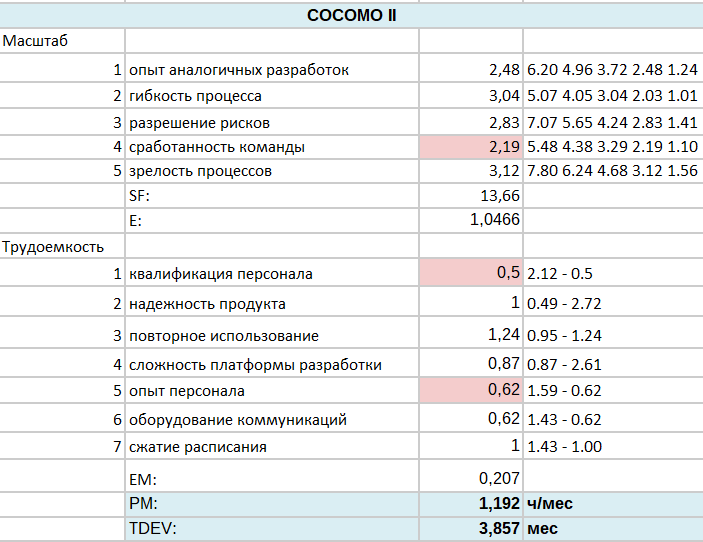 COCOMO II
Масштаб
1 опыт аналогичных разработок 2,48 6.20 4.96 3.72 2.48 1.24
2 гибкость процесса 3,04 5.07 4.05 3.04 2.03 1.01
3 разрешение рисков 2,83 7.07 5.65 4.24 2.83 1.41
4 сработанность команды 2,19 5.48 4.38 3.29 2.19 1.10
5 зрелость процессов 3,12 7.80 6.24 4.68 3.12 1.56
SF: 13,66
E: 1,0466
Трудоемкость
1 квалификация персонала 0,5 2.12 - 0.5
2 надежность продукта 1 0.49 - 2.72
3 повторное использование 1,24 0.95 - 1.24
4 сложность платформы разработки 0,87 0.87 - 2.61
5 опыт персонала 0,62 1.59 - 0.62
6 оборудование коммуникаций 0,62 1.43 - 0.62
7 сжатие расписания 1 1.43 - 1.00
EM: 0,207
PM: 1,192 ч/мес
TDEV: 3,857 мес